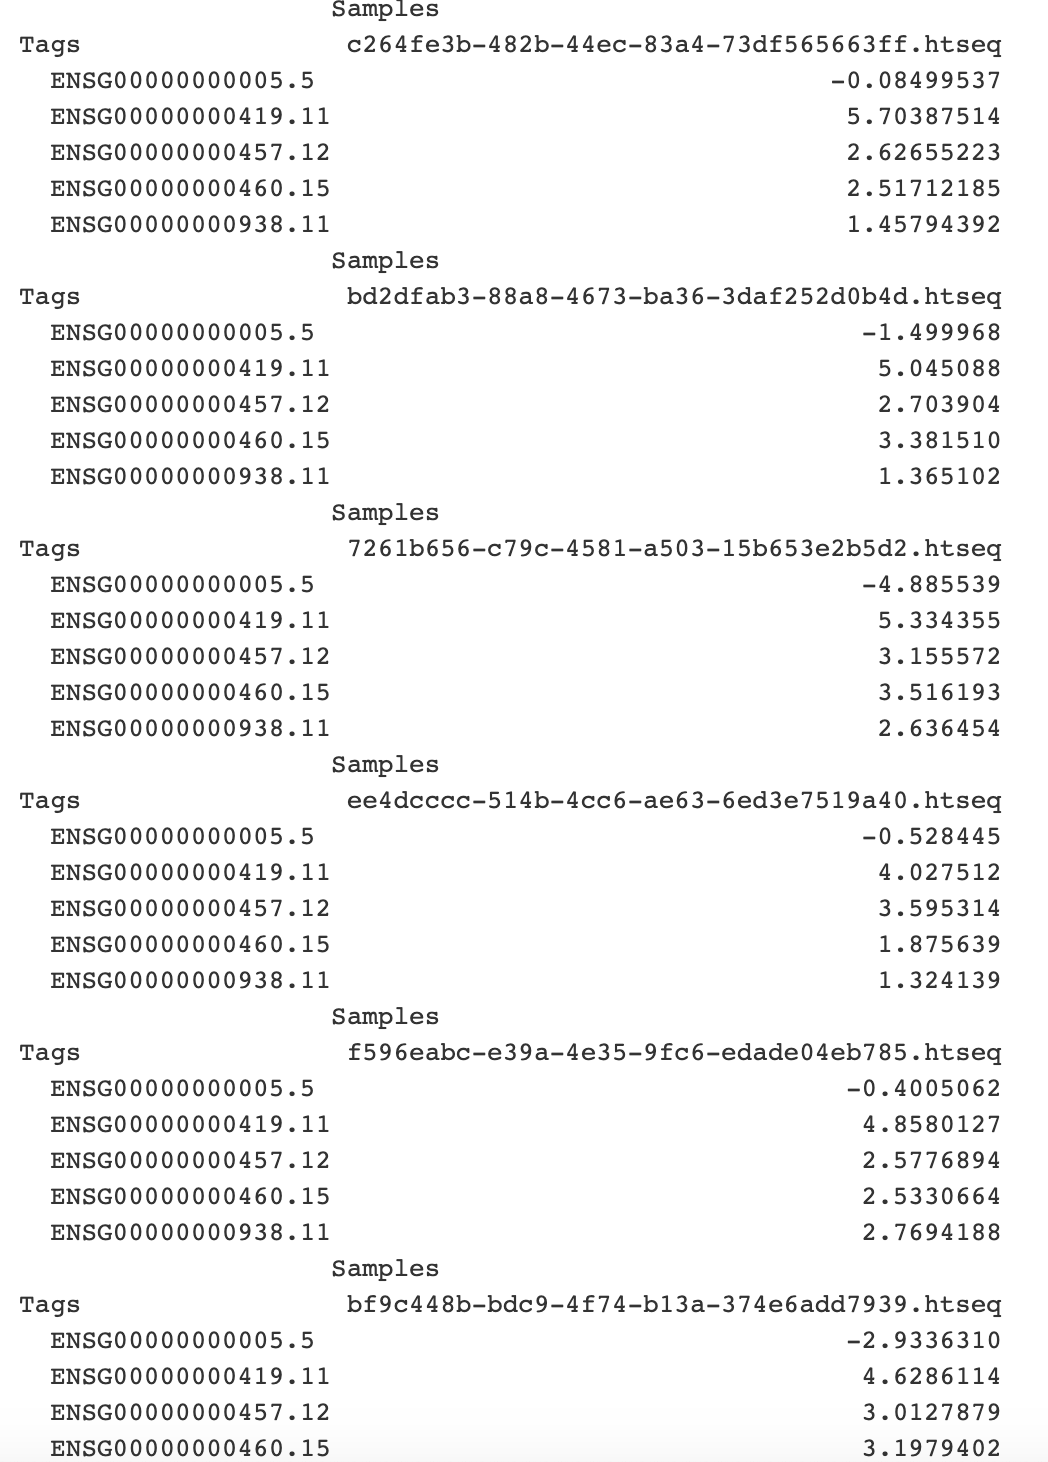 Samples
Tags c264fe3b-482b-44ec-83a4-73df565663ff.htseq
ENSG00000000005.5 -0.08499537
ENSG00000000419.11 5.70387514
ENSG00000000457.12 2.62655223
ENSG00000000460.15 2.51712185
ENSG00000000938.11 1.45794392
Samples
Tags bd2dfab3-88a8-4673-ba36-3daf252d0b4d.htseq
ENSG00000000005.5 -1.499968
ENSG00000000419.11 5.045088
ENSG00000000457.12 2.703904
ENSG00000000460.15 3.381510
ENSG00000000938.11 1.365102
Samples
Tags 7261b656-c79c-4581-a503-15b653e2b5d2.htseq
ENSG00000000005.5 -4.885539
ENSG00000000419.11 5.334355
ENSG00000000457.12 3.155572
ENSG00000000460.15 3.516193
ENSG00000000938.11 2.636454
Samples
Tags ee4dcccc-514b-4cc6-ae63-6ed3e7519a40.htseq
ENSG00000000005.5 -0.528445
ENSG00000000419.11 4.027512
ENSG00000000457.12 3.595314
ENSG00000000460.15 1.875639
ENSG00000000938.11 1.324139
Samples
Tags f596eabc-e39a-4e35-9fc6-edade04eb785.htseq
ENSG00000000005.5 -0.4005062
ENSG00000000419.11 4.8580127
ENSG00000000457.12 2.5776894
ENSG00000000460.15 2.5330664
ENSG00000000938.11 2.7694188
Samples
Tags bf9c448b-bdc9-4f74-b13a-374e6add7939.htseq
ENSG00000000005.5 -2.9336310
ENSG00000000419.11 4.6286114
ENSG00000000457.12 3.0127879
ENSG00000000460.15 3.1979402